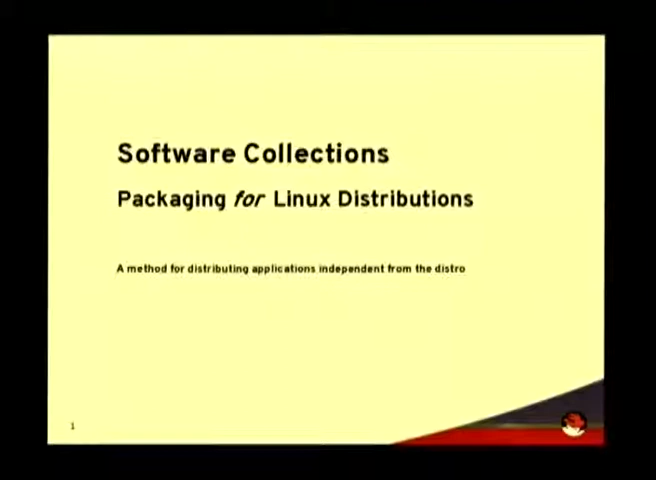 Software Collections
Packaging for Linux Distributions
A method for distributing applications independent from the distro
1